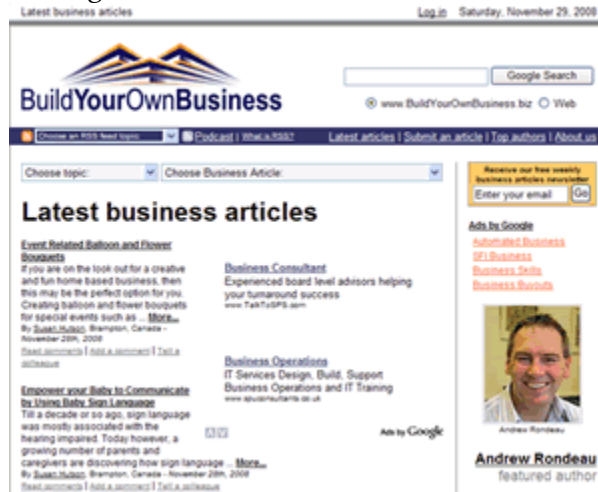 Latest business articles
Log in Saturday, November 29, 2008
BuildYourOwnBusiness
Google Search
www.BuildYourOwnBusiness.biz Web
Choose an RSS feed topic: Podcast | What is RSS? Latest articles | Submit an article | Top authors | About us
Choose topic: Choose Business Article:
Receive our free weekly
business articles newsletter
Enter your email Go
Latest business articles
Event Related Balloon and Flower
Bouquets
If you are on the look out for a creative
and fun home based business, then
this may be the perfect option for you.
Creating balloon and flower bouquets
for special events such as ... More...
By Susan Hutson, Brampton, Canada -
November 28th, 2008
Read comments | Add a comment | Tell a
colleague
Empower your Baby to Communicate
by Using Baby Sign Language
Till a decade or so ago, sign language
was mostly associated with the
hearing impaired. Today however, a
growing number of parents and
caregivers are discovering how sign language ... More...
By Susan Hutson, Brampton, Canada - November 28th, 2008
Read comments | Add a comment | Tell a colleague
Business Consultant
Experienced board level advisors helping
your turnaround success
www.TalkToSPS.com
Business Operations
IT Services Design, Build, Support
Business Operations and IT Training
www.spuconsultants.co.uk
Ads by Google
Ads by Google
Automated Business
SFI Business
Business Skills
Business Buyouts
Andrew Rondeau
Andrew Rondeau
featured author